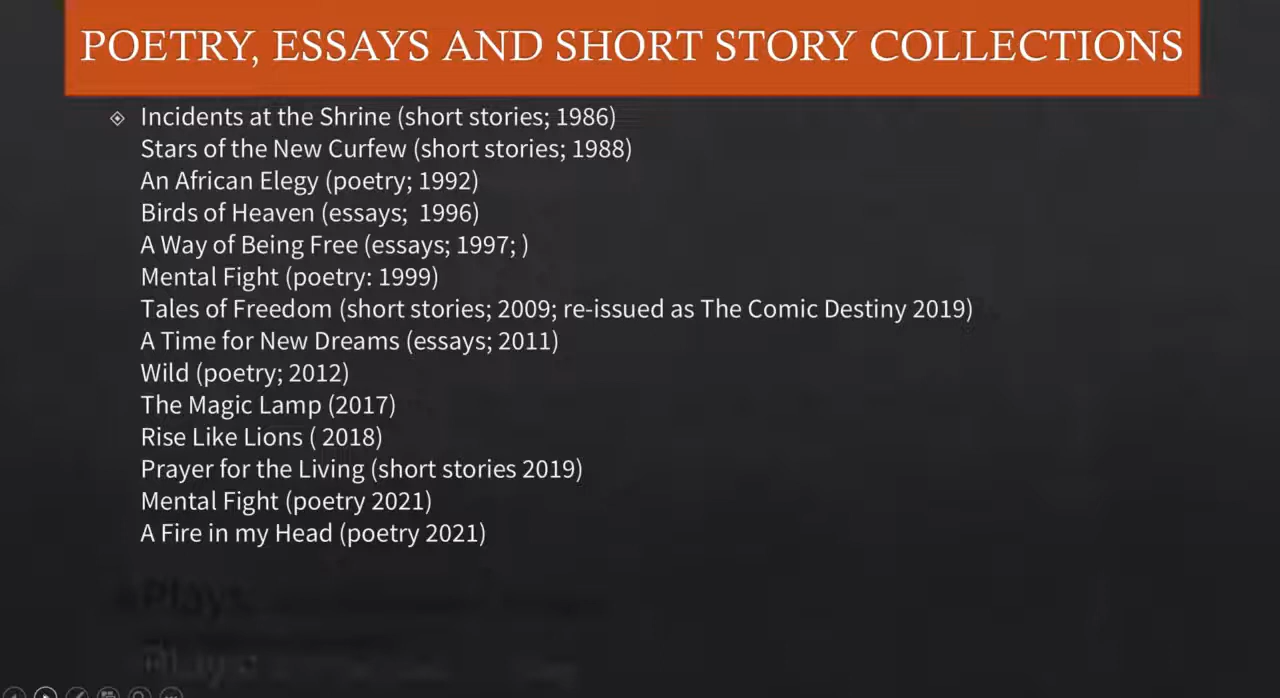 POETRY, ESSAYS AND SHORT STORY COLLECTIONS
Incidents at the Shrine (short stories; 1986)
Stars of the New Curfew (short stories; 1988)
An African Elegy (poetry; 1992)
Birds of Heaven (essays;  1996)
A Way of Being Free (essays; 1997; )
Mental Fight (poetry: 1999)
Tales of Freedom (short stories; 2009; re-issued as The Comic Destiny 2019)
A Time for New Dreams (essays; 2011)
Wild (poetry; 2012)
The Magic Lamp (2017)
Rise Like Lions ( 2018)
Prayer for the Living (short stories 2019)
Mental Fight (poetry 2021)
A Fire in my Head (poetry 2021)
Plays